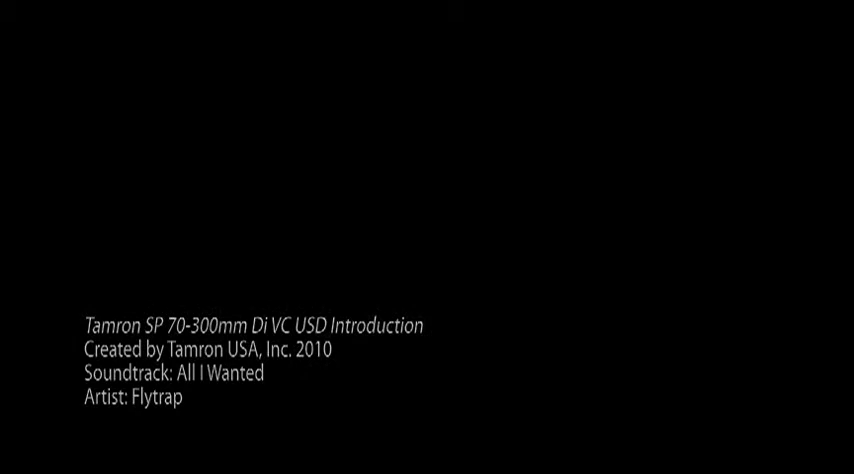 Tamron SP 70-300mm Di VC USD Introduction
Created by Tamron USA, Inc. 2010
Soundtrack: All I Wanted
Artist: Flytrap